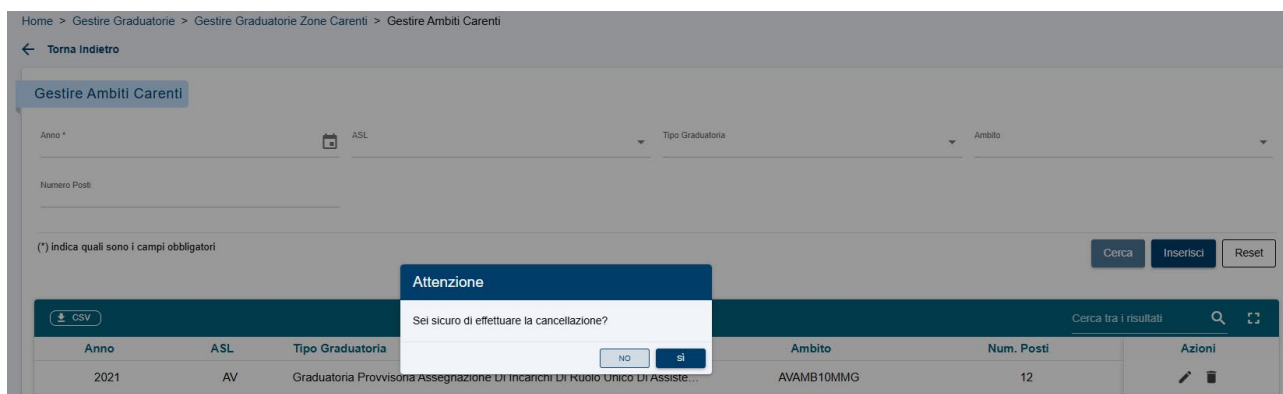 Home > Gestire Graduatorie > Gestire Graduatorie Zone Carenti > Gestire Ambiti Carenti
Torna Indietro
Gestire Ambiti Carenti
Anno * ASL Tipo Graduatoria Ambito
Numero Posti
(*) indica quali sono i campi obbligatori
Cerca Inserisci Reset
Attenzione
Sei sicuro di effettuare la cancellazione?
NO SÌ
CSV Cerca tra i risultati
Anno ASL Tipo Graduatoria Ambito Num. Posti Azioni
2021 AV Graduatoria Provvisoria Assegnazione Di Incarichi Di Ruolo Unico Di Assiste... AVAMB10MMG 12